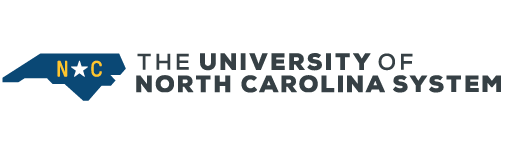 N★C
THE UNIVERSITY OF
NORTH CAROLINA SYSTEM